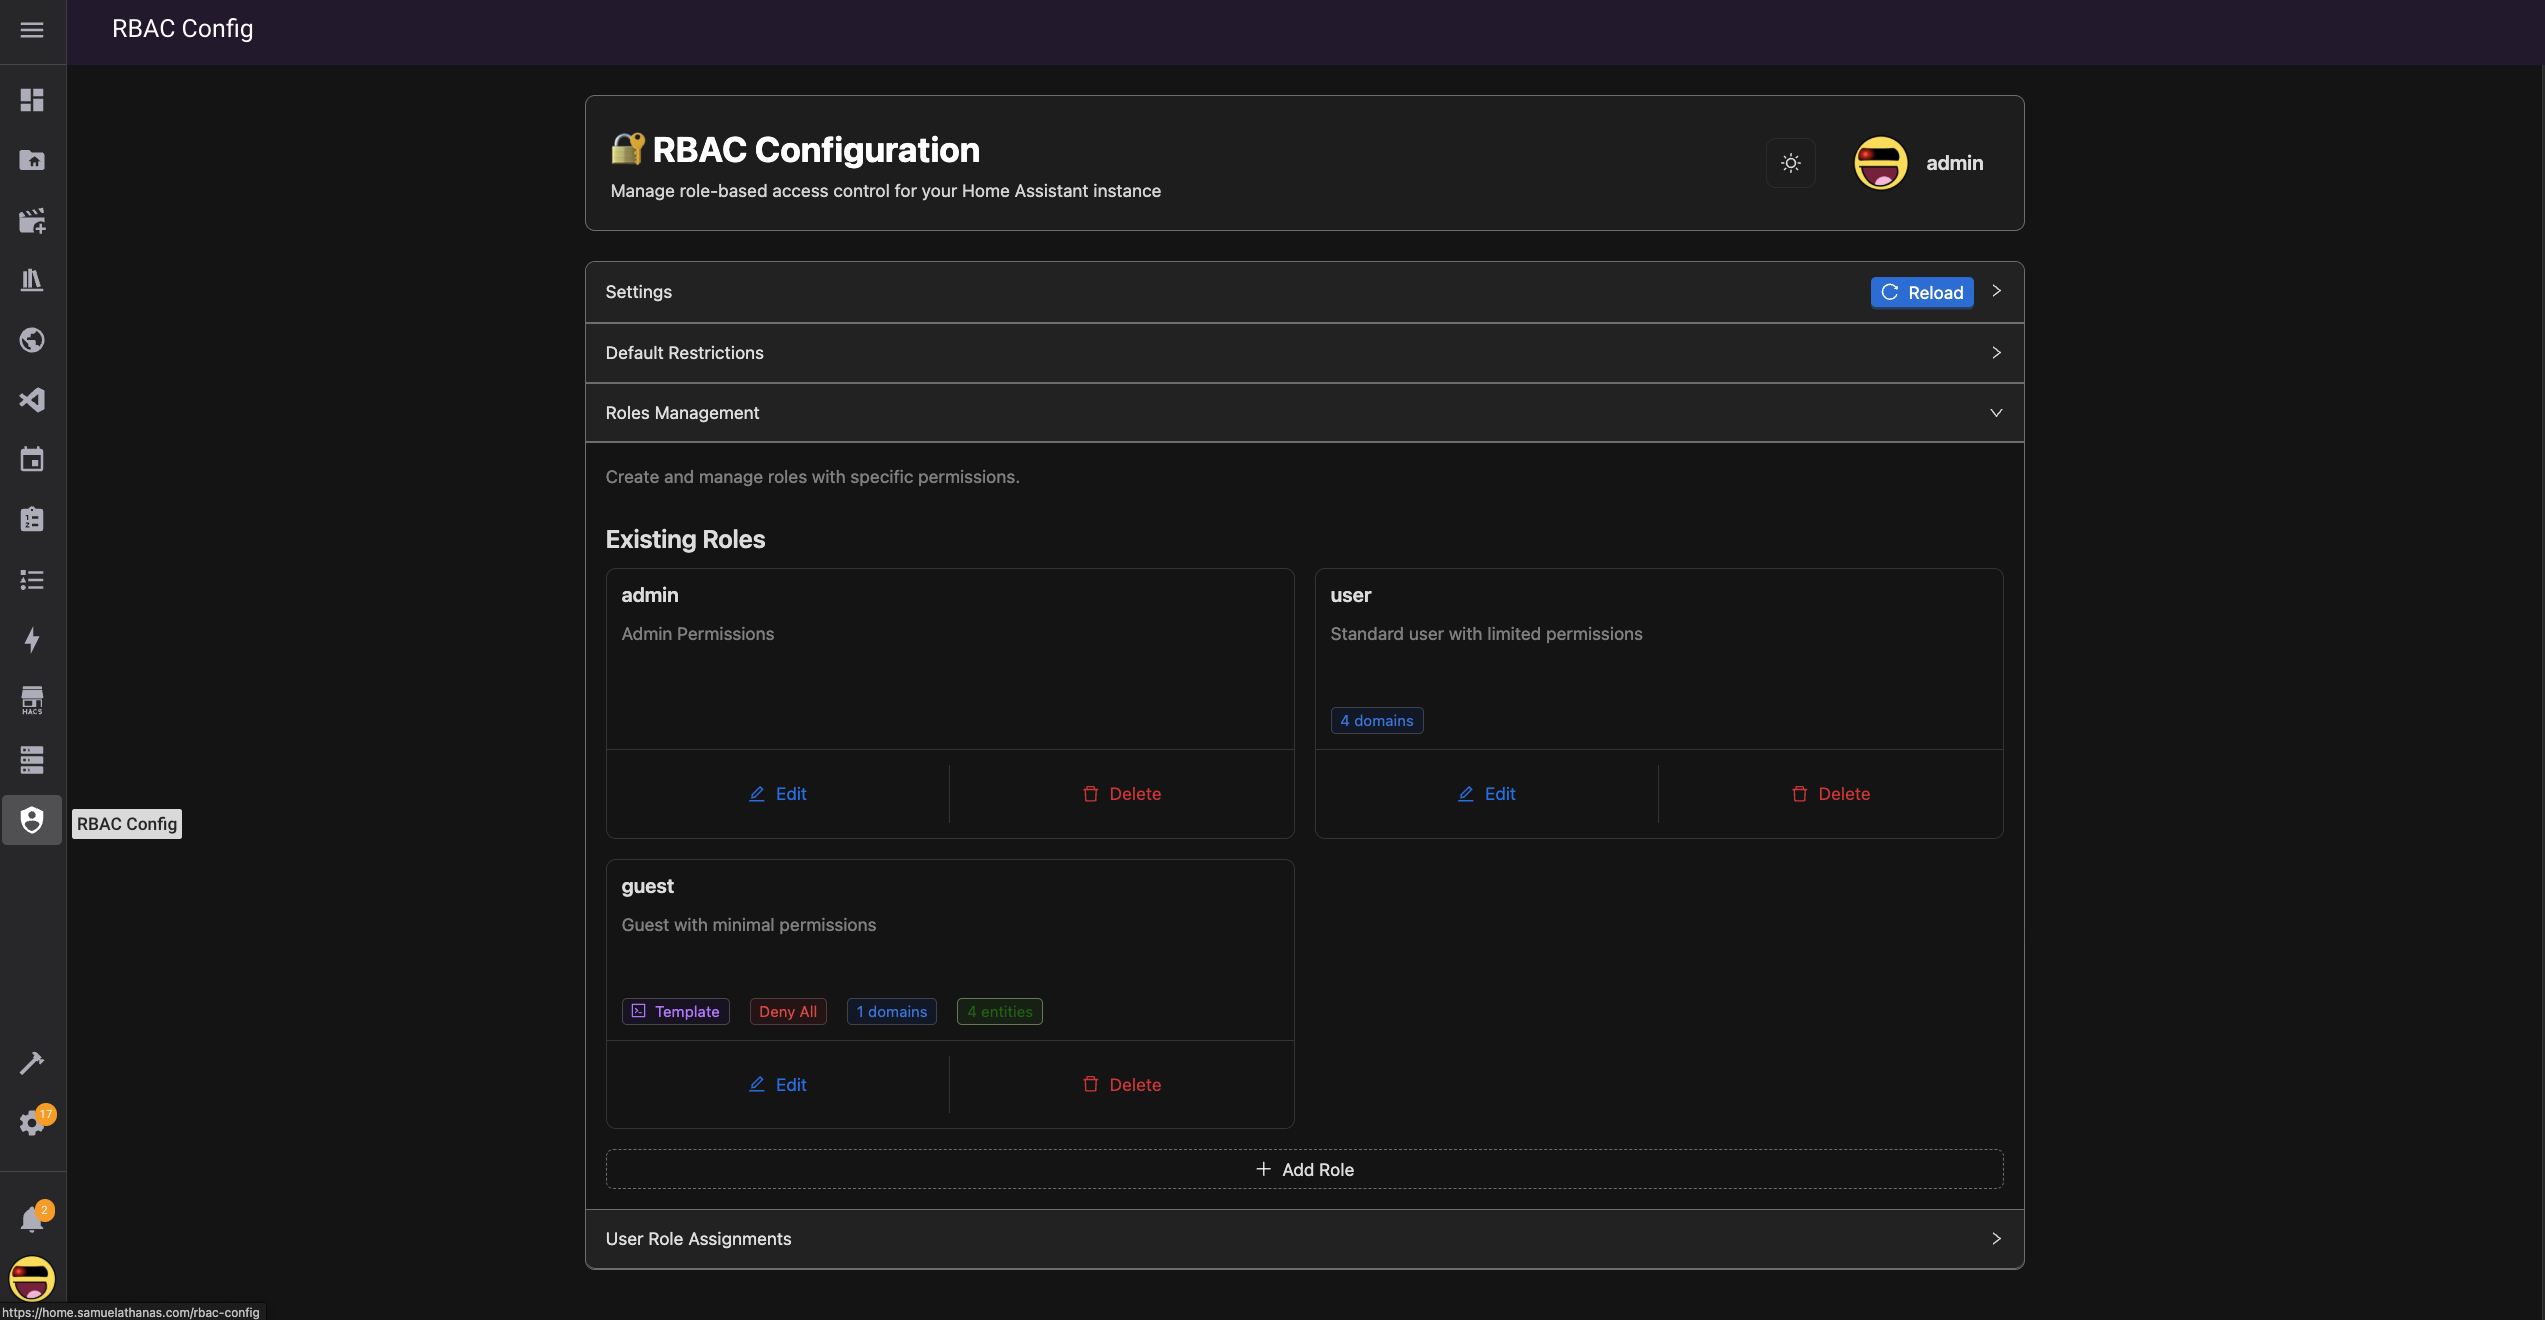 RBAC Config
RBAC Configuration
Manage role-based access control for your Home Assistant instance
admin
Settings
Reload
Default Restrictions
Roles Management
Create and manage roles with specific permissions.
Existing Roles
admin
Admin Permissions
Edit
Delete
user
Standard user with limited permissions
4 domains
Edit
Delete
guest
Guest with minimal permissions
Template
Deny All
1 domains
4 entities
Edit
Delete
Add Role
User Role Assignments
HACS
RBAC Config
17
2
https://home.samuelathanas.com/rbac-config